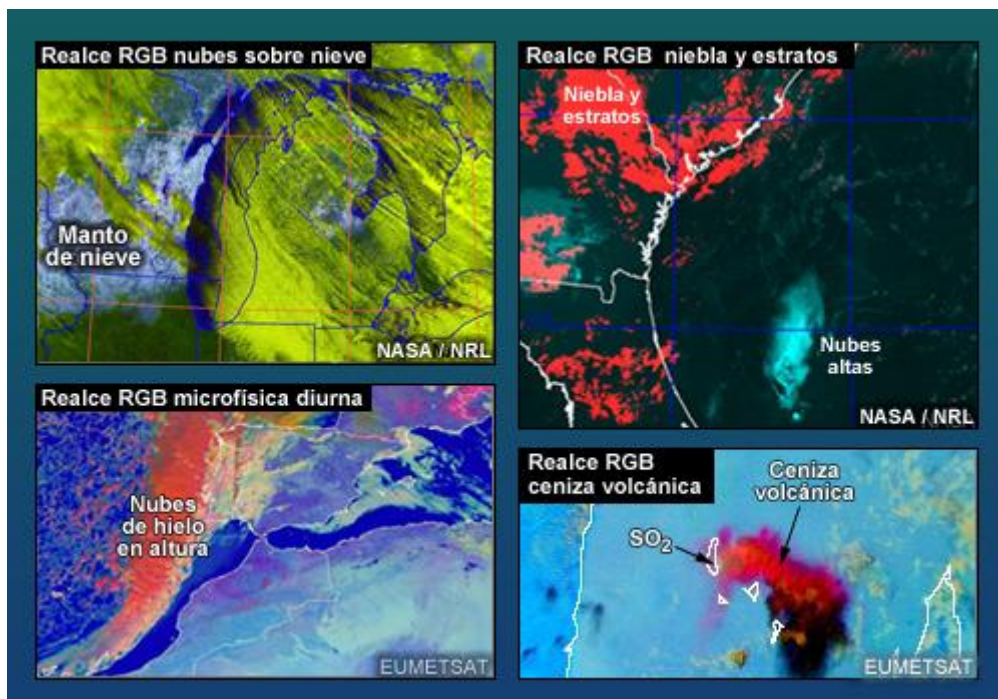 Realce RGB nubes sobre nieve
Manto
de nieve
NASA / NRL
Realce RGB niebla y estratos
Niebla y
estratos
Nubes
altas
NASA / NRL
Realce RGB microfísica diurna
Nubes
de hielo
en altura
EUMETSAT
Realce RGB
ceniza volcánica
Ceniza
volcánica
SO2
EUMETSAT